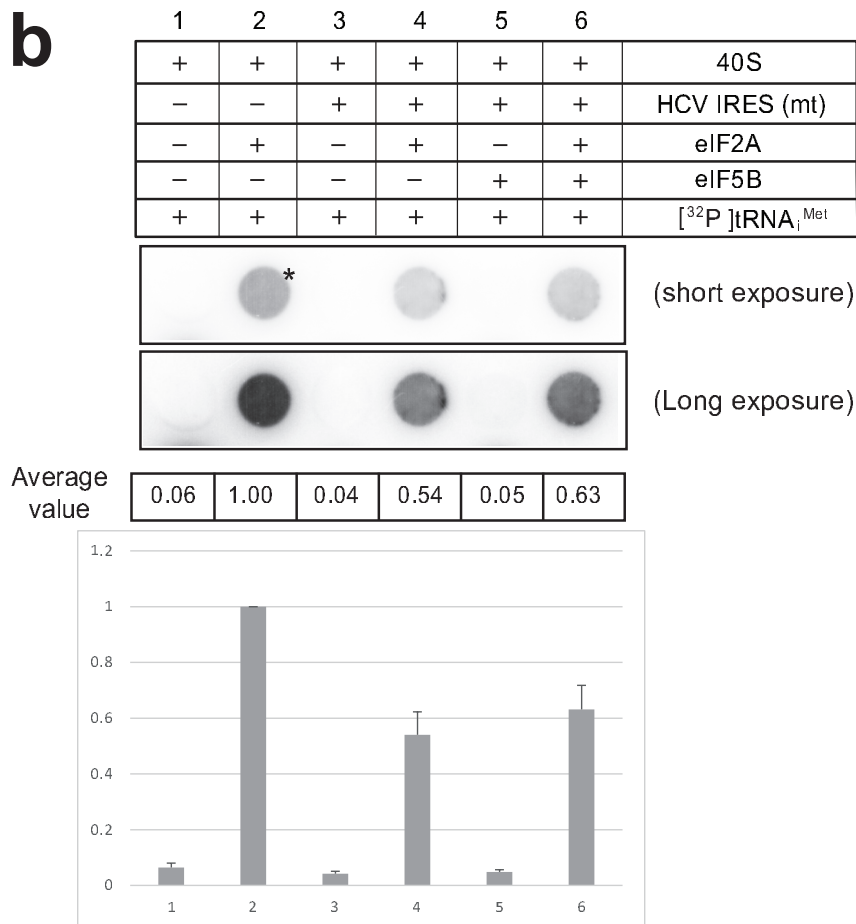 b
1 2 3 4 5 6
+ + + + + + 40S
– – + + + + HCV IRES (mt)
– + – + – + eIF2A
– – – – + + eIF5B
+ + + + + + [³²P ]tRNAᵢᴹᵉᵗ
*
(short exposure)
(Long exposure)
Average
value
0.06 1.00 0.04 0.54 0.05 0.63
1.2
1
0.8
0.6
0.4
0.2
0
1 2 3 4 5 6